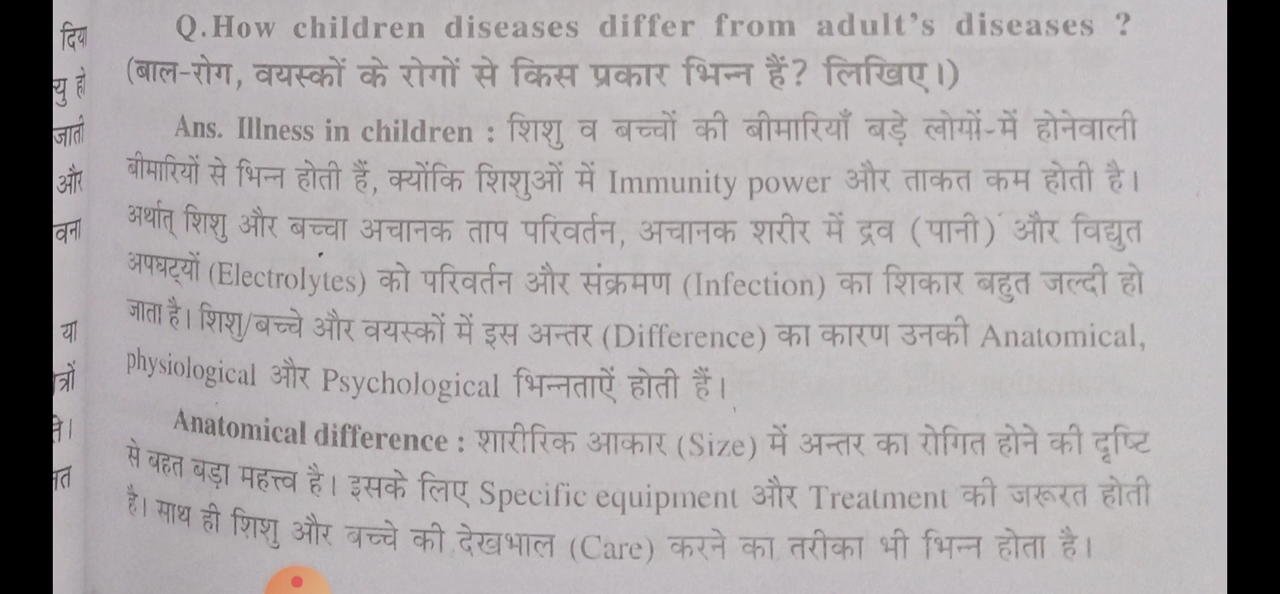 Q.How children diseases differ from adult's diseases ?
(बाल-रोग, वयस्कों के रोगों से किस प्रकार भिन्न हैं? लिखिए।)
Ans. Illness in children : शिशु व बच्चों की बीमारियाँ बड़े लोगों-में होनेवाली
बीमारियों से भिन्न होती हैं, क्योंकि शिशुओं में Immunity power और ताकत कम होती है।
अर्थात् शिशु और बच्चा अचानक ताप परिवर्तन, अचानक शरीर में द्रव (पानी) और विद्युत
अपघट्यों (Electrolytes) को परिवर्तन और संक्रमण (Infection) का शिकार बहुत जल्दी हो
जाता है। शिशु/बच्चे और वयस्कों में इस अन्तर (Difference) का कारण उनकी Anatomical,
physiological और Psychological भिन्नताऐं होती हैं।
Anatomical difference : शारीरिक आकार (Size) में अन्तर का रोगित होने की दृष्टि
से बहत बड़ा महत्त्व है। इसके लिए Specific equipment और Treatment की जरूरत होती
है। साथ ही शिशु और बच्चे की देखभाल (Care) करने का तरीका भी भिन्न होता है।
दिया
यु हो
जाती
और
वना
या